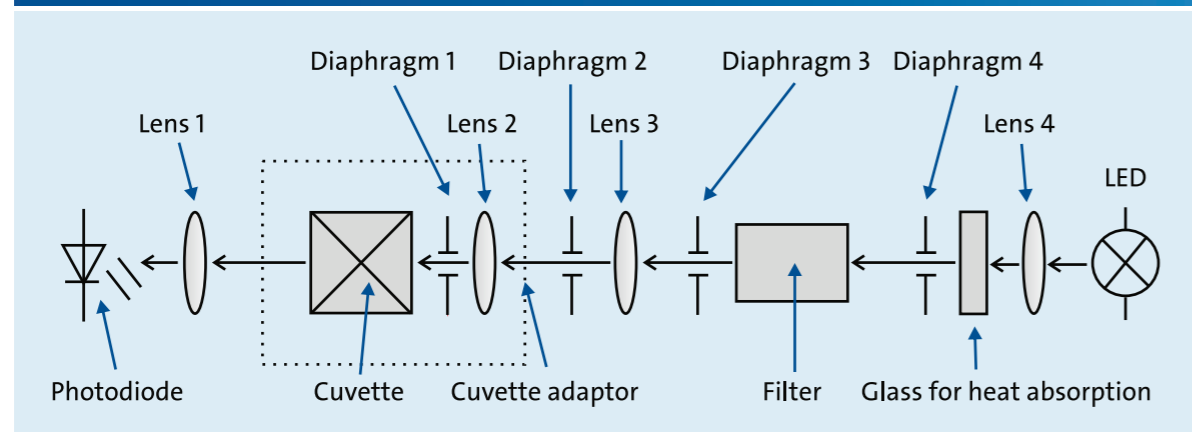 Diaphragm 1 Diaphragm 2 Diaphragm 3 Diaphragm 4
Lens 1 Lens 2 Lens 3 Lens 4
LED
Photodiode Cuvette Cuvette adaptor Filter Glass for heat absorption